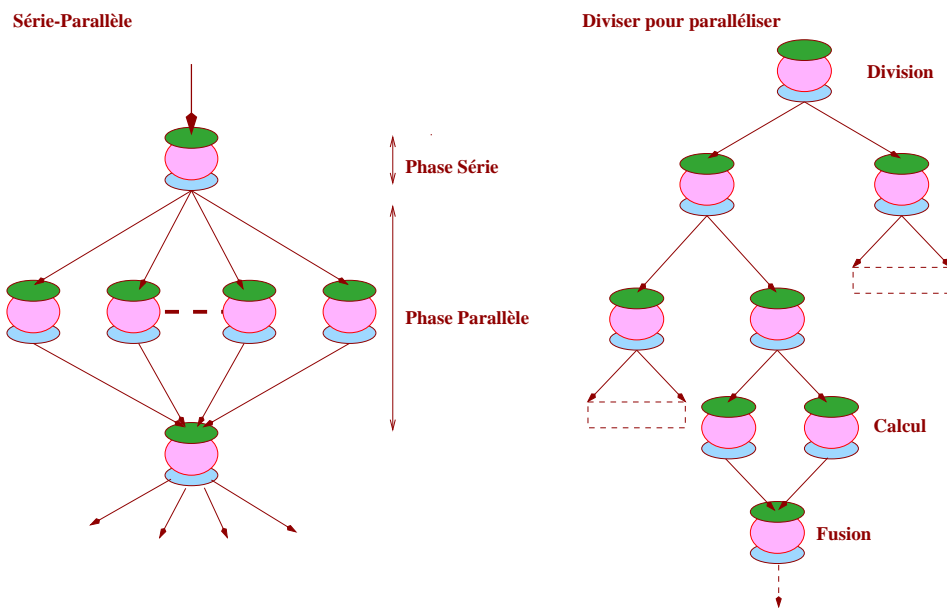 Série-Parallèle
Phase Série
Phase Parallèle
Diviser pour paralléliser
Division
Calcul
Fusion